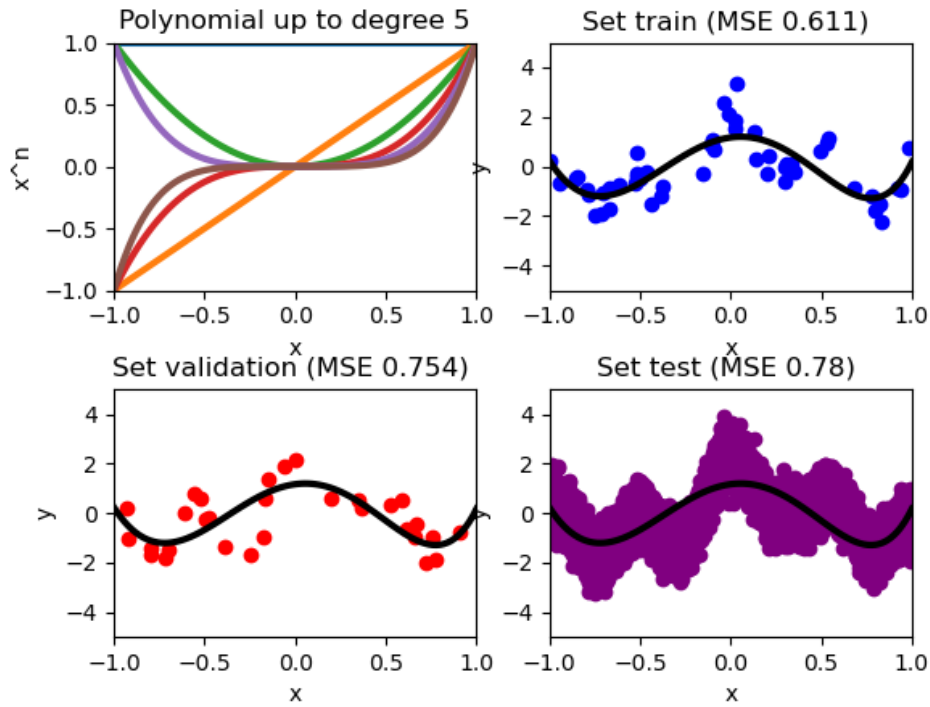 Polynomial up to degree 5
1.0
0.5
0.0
−0.5
−1.0
x^n
−1.0 −0.5 0.0 0.5 1.0
x
Set train (MSE 0.611)
4
2
0
−2
−4
y
−1.0 −0.5 0.0 0.5 1.0
x
Set validation (MSE 0.754)
4
2
0
−2
−4
y
−1.0 −0.5 0.0 0.5 1.0
x
Set test (MSE 0.78)
4
2
0
−2
−4
y
−1.0 −0.5 0.0 0.5 1.0
x